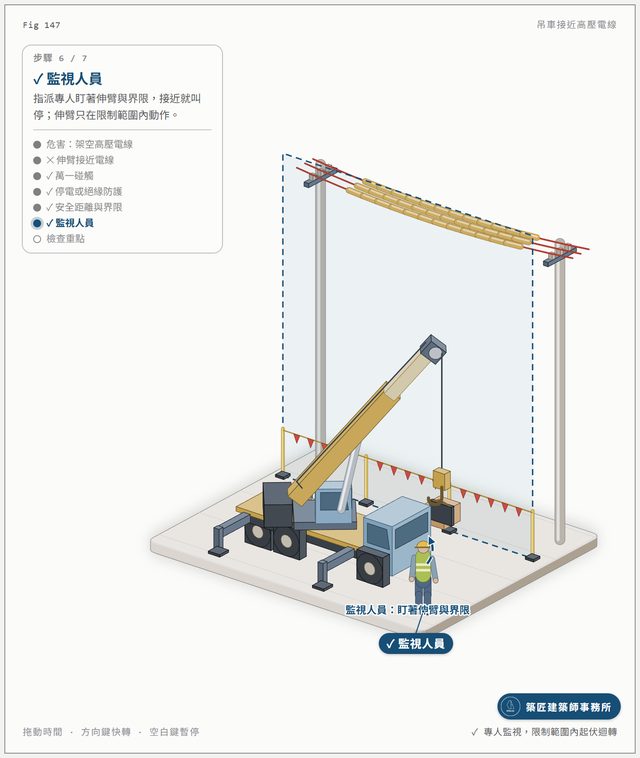 Fig 147
吊車接近高壓電線
步驟 6 / 7
✓ 監視人員
指派專人盯著伸臂與界限，接近就叫
停；伸臂只在限制範圍內動作。
危害：架空高壓電線
✕ 伸臂接近電線
✓ 萬一碰觸
✓ 停電或絕緣防護
✓ 安全距離與界限
✓ 監視人員
檢查重點
監視人員：盯著伸臂與界限
✓ 監視人員
築匠建築師事務所
拖動時間 · 方向鍵快轉 · 空白鍵暫停
✓ 專人監視，限制範圍內起伏迴轉